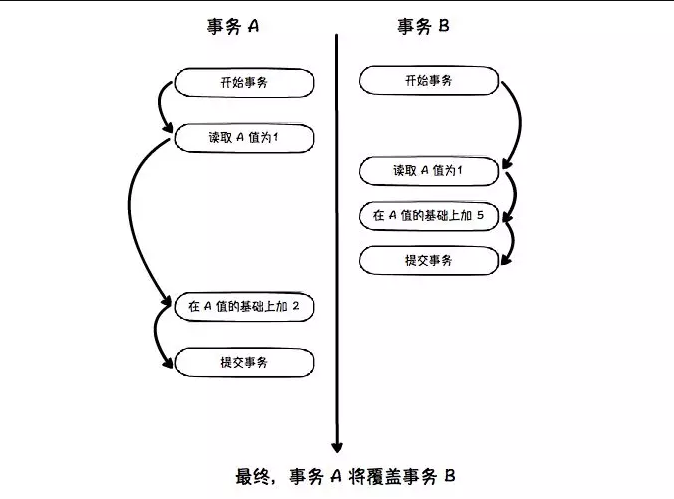 事务 A
事务 B
开始事务
开始事务
读取 A 值为1
读取 A 值为1
在 A 值的基础上加 5
提交事务
在 A 值的基础上加 2
提交事务
最终，事务 A 将覆盖事务 B